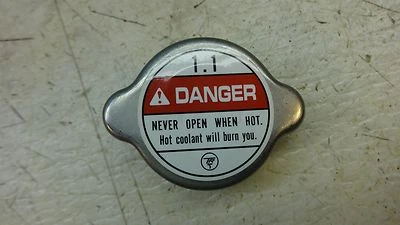 1.1
DANGER
NEVER OPEN WHEN HOT.
Hot coolant will burn you.